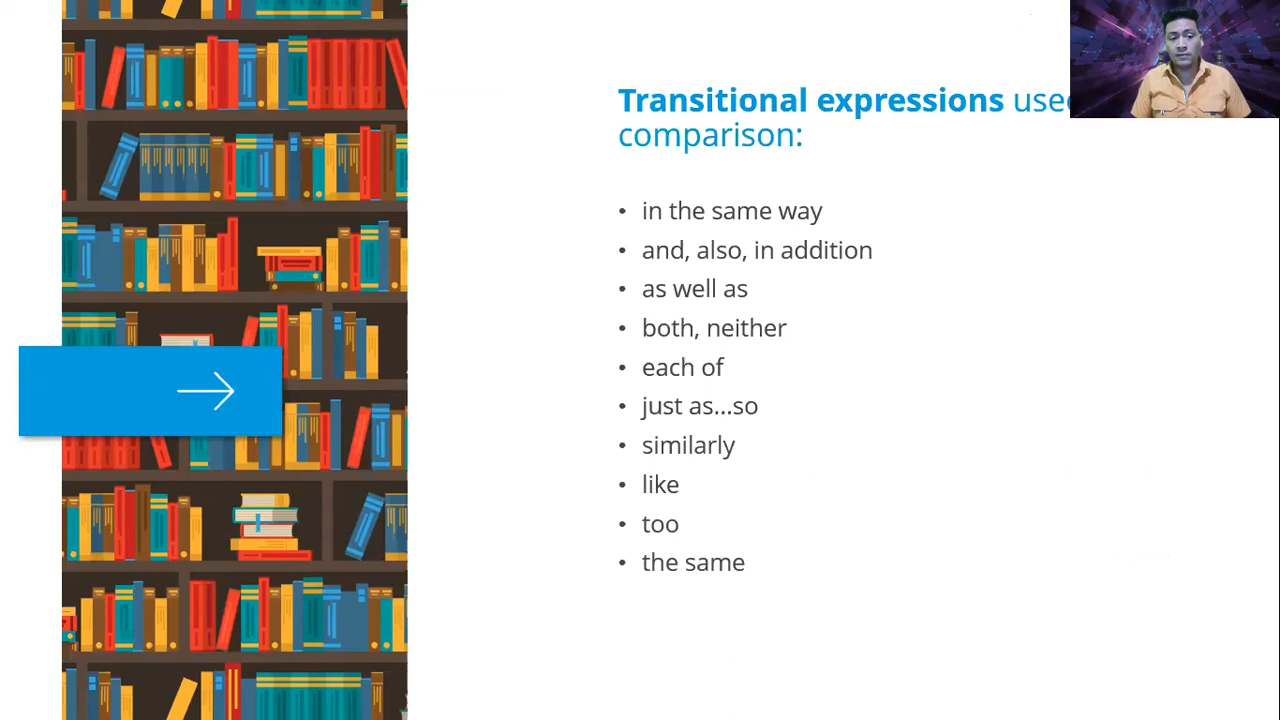 Transitional expressions
comparison:
• in the same way
• and, also, in addition
• as well as
• both, neither
• each of
• just as...so
• similarly
• like
• too
• the same